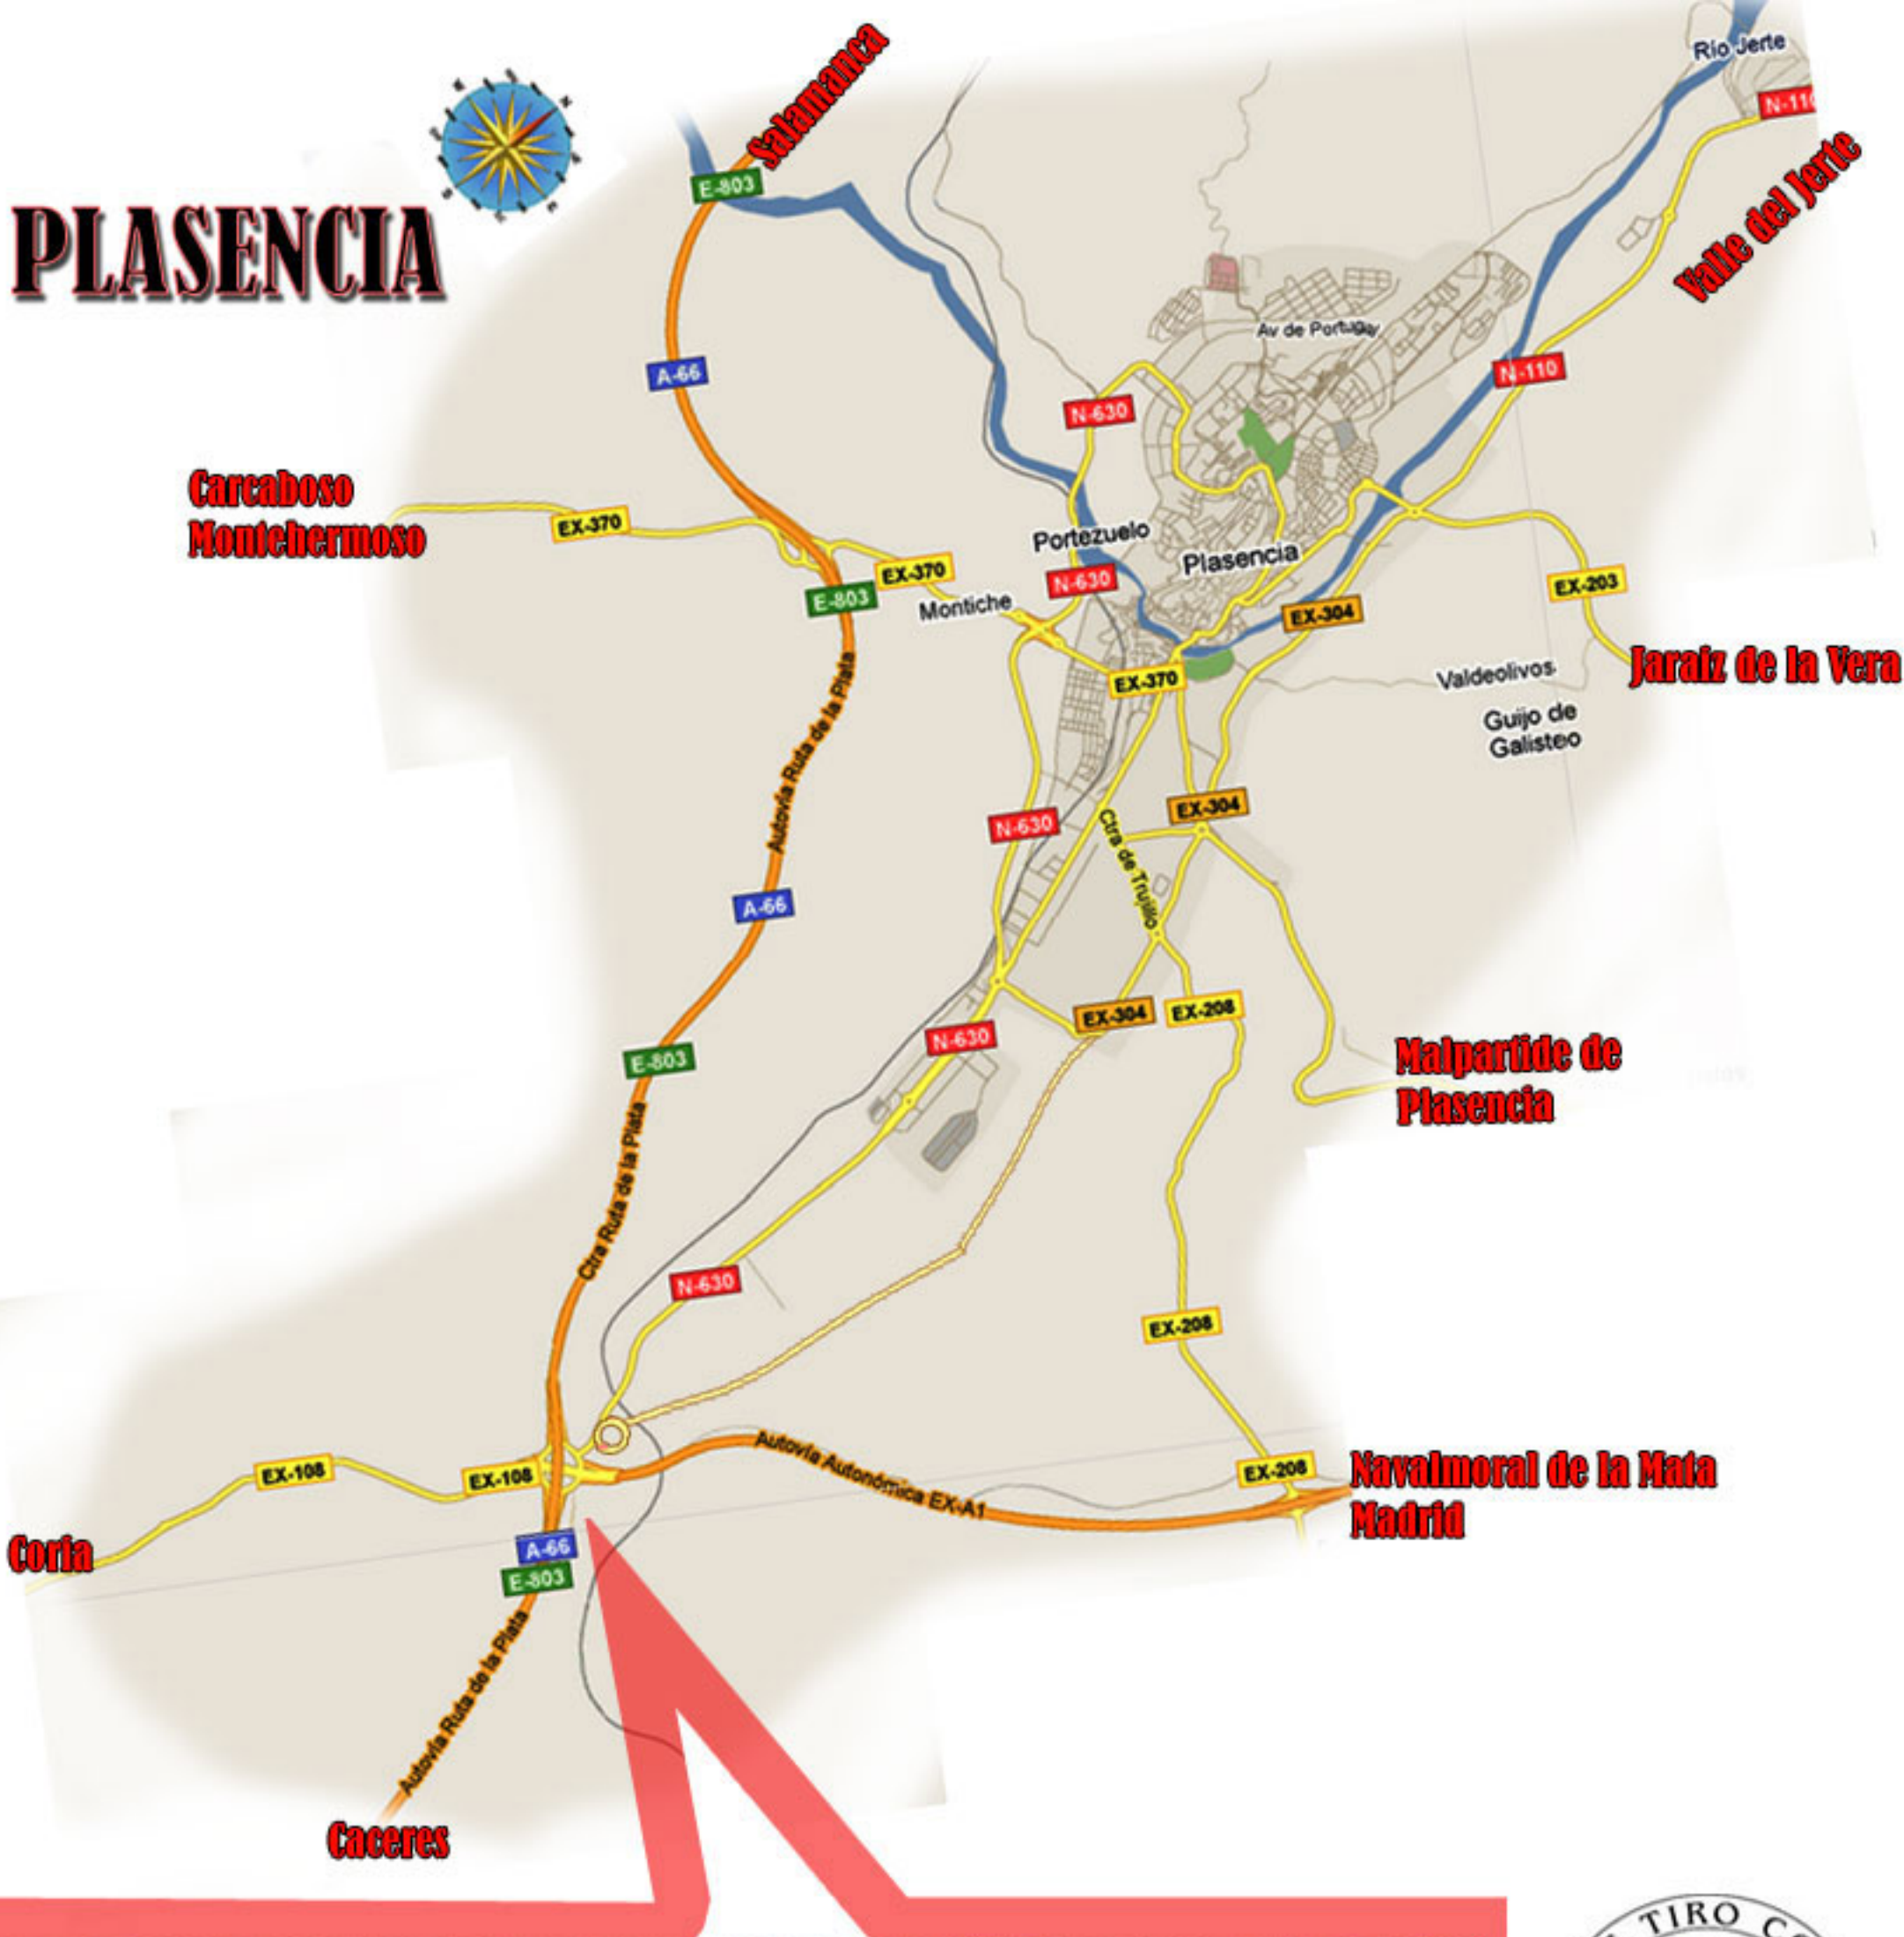 Salamanca
Río Jerte
N-110
E-803
PLASENCIA
Valle del Jerte
Av de Portugal
A-66
N-110
N-630
Carcaboso
Montehermoso
EX-370
Portezuelo
Plasencia
EX-370
N-630
EX-203
E-803
Montiche
EX-304
Jaraiz de la Vera
EX-370
Valdeolivos
Guijo de
Galisteo
Autovía Ruta de la Plata
EX-304
N-630
Ctra de Trujillo
A-66
EX-304
EX-208
N-630
E-803
Malpartide de
Plasencia
Ctra Ruta de la Plata
N-630
EX-208
Autovía Autonómica EX-A1
EX-108
EX-108
EX-208
Navalmoral de la Mata
Madrid
Coria
A-66
E-803
Autovía Ruta de la Plata
Caceres
TIRO